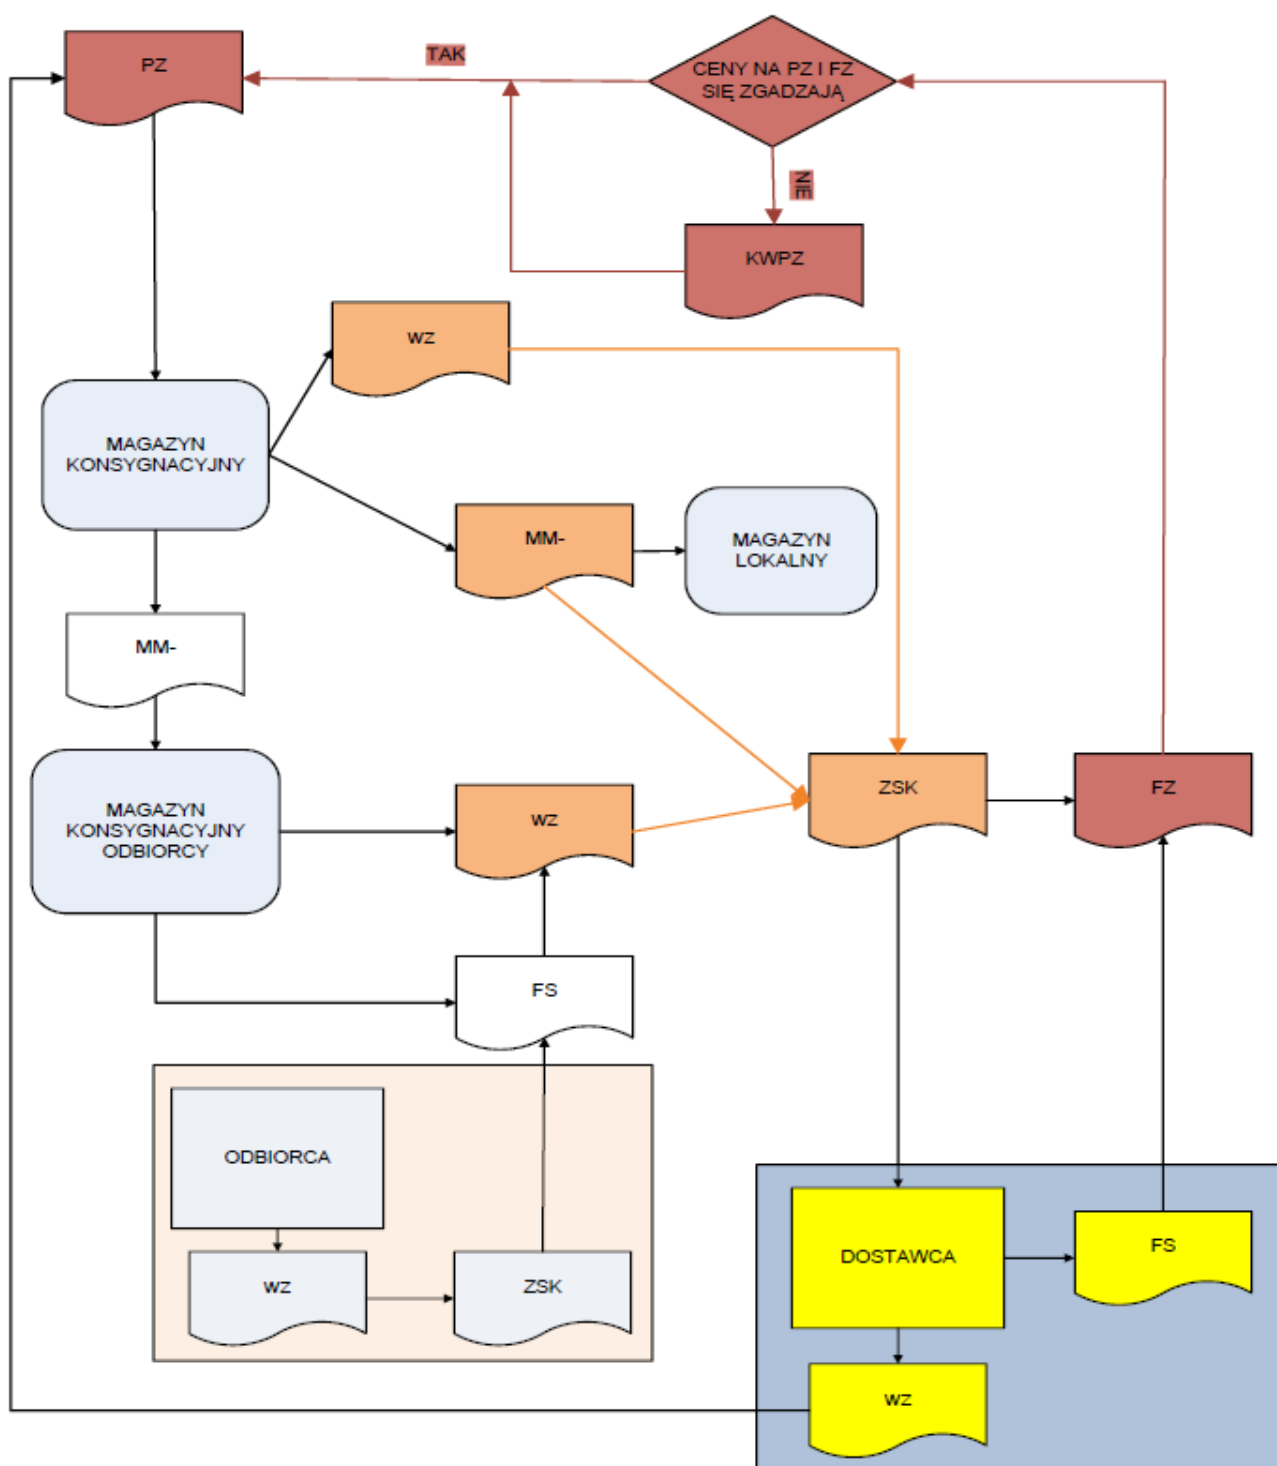 PZ
TAK
CENY NA PZ I FZ
SIĘ ZGADZAJĄ
NIE
KWPZ
WZ
MAGAZYN
KONSYGNACYJNY
MM-
MAGAZYN
LOKALNY
MM-
MAGAZYN
KONSYGNACYJNY
ODBIORCY
WZ
ZSK
FZ
FS
ODBIORCA
WZ
ZSK
DOSTAWCA
FS
WZ